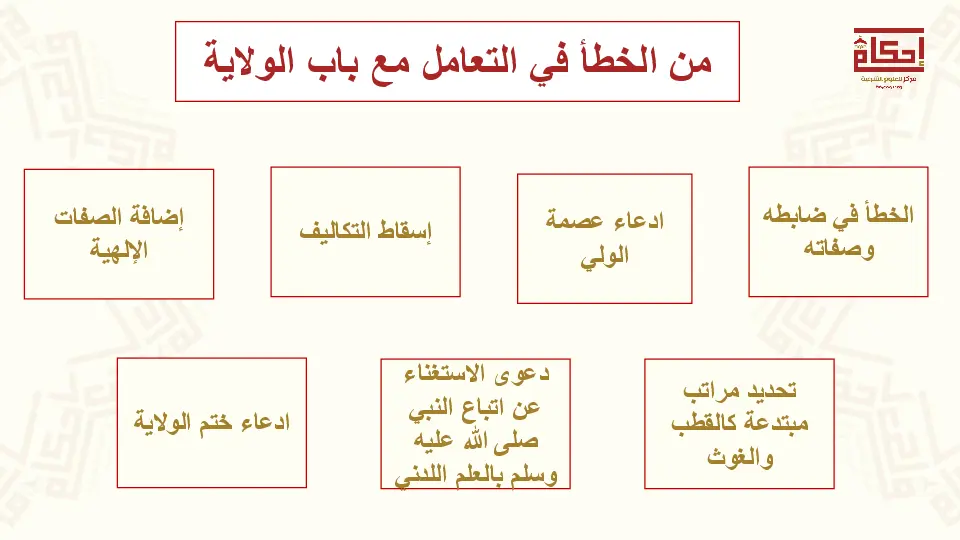 من الخطأ في التعامل مع باب الولاية
إحكام
مركز للعلوم الشرعية
الخطأ في ضابطه
وصفاته
ادعاء عصمة
الولي
إسقاط التكاليف
إضافة الصفات
الإلهية
تحديد مراتب
مبتدعة كالقطب
والغوث
دعوى الاستغناء
عن اتباع النبي
صلى الله عليه
وسلم بالعلم اللدني
ادعاء ختم الولاية